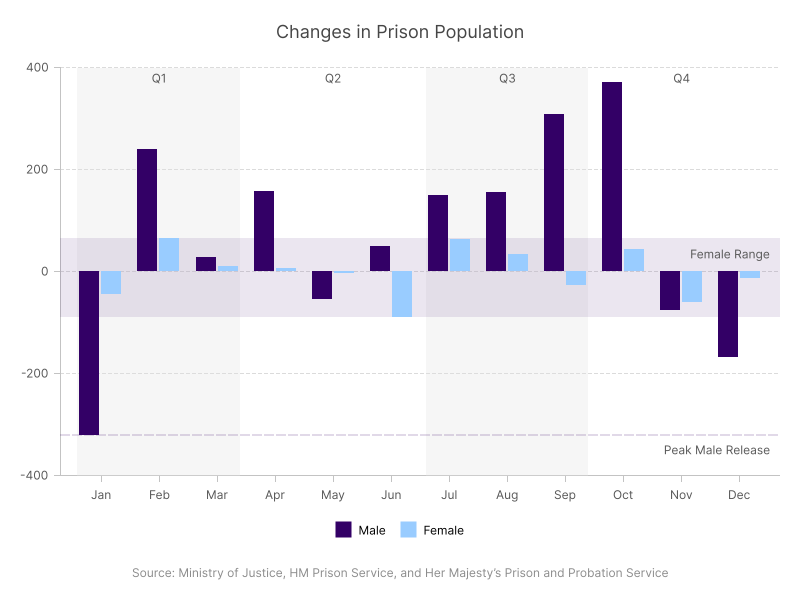 Changes in Prison Population
400
Q1 Q2 Q3 Q4
200
Female Range
0
-200
Peak Male Release
-400
Jan Feb Mar Apr May Jun Jul Aug Sep Oct Nov Dec
Male Female
Source: Ministry of Justice, HM Prison Service, and Her Majesty’s Prison and Probation Service